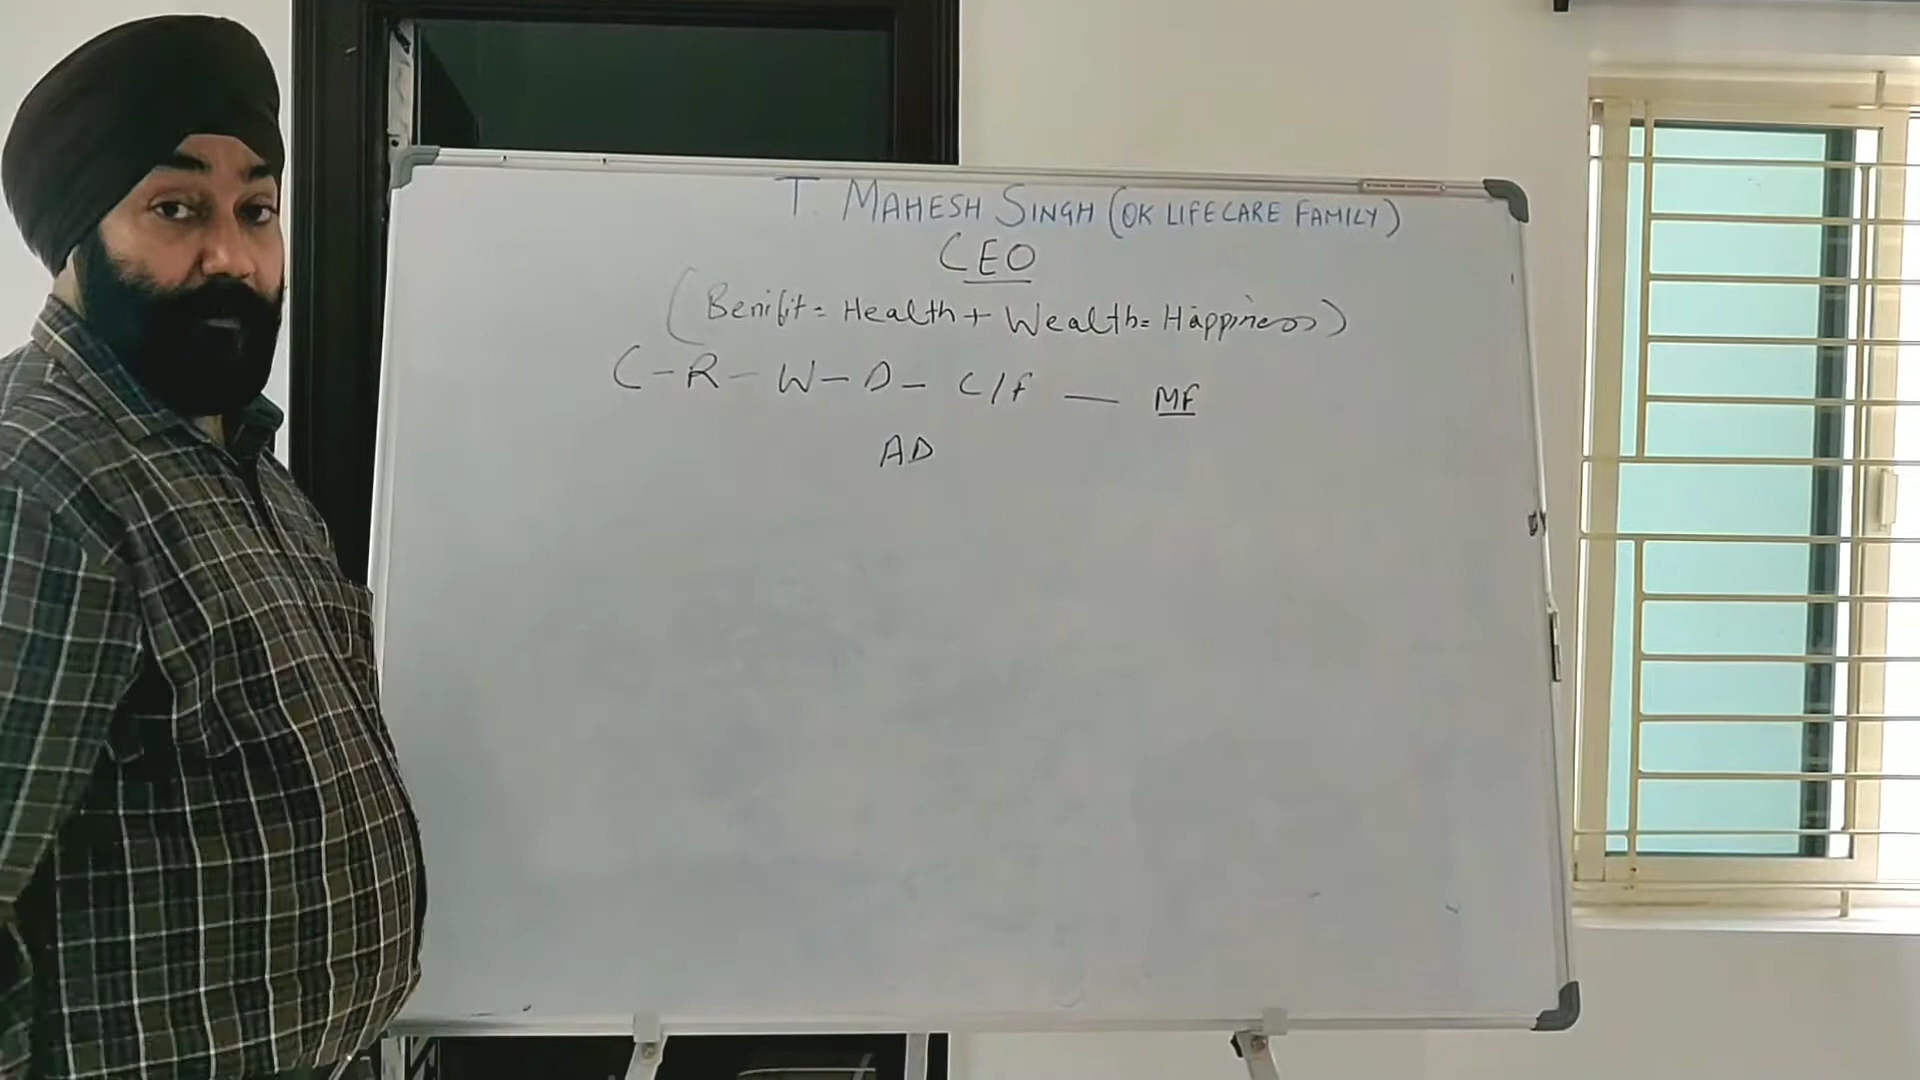 T. MAHESH SINGH (OK LIFECARE FAMILY)
CEO
(Benifit = Health + Wealth = Happiness)
C - R - W - D - C/F — MF
AD